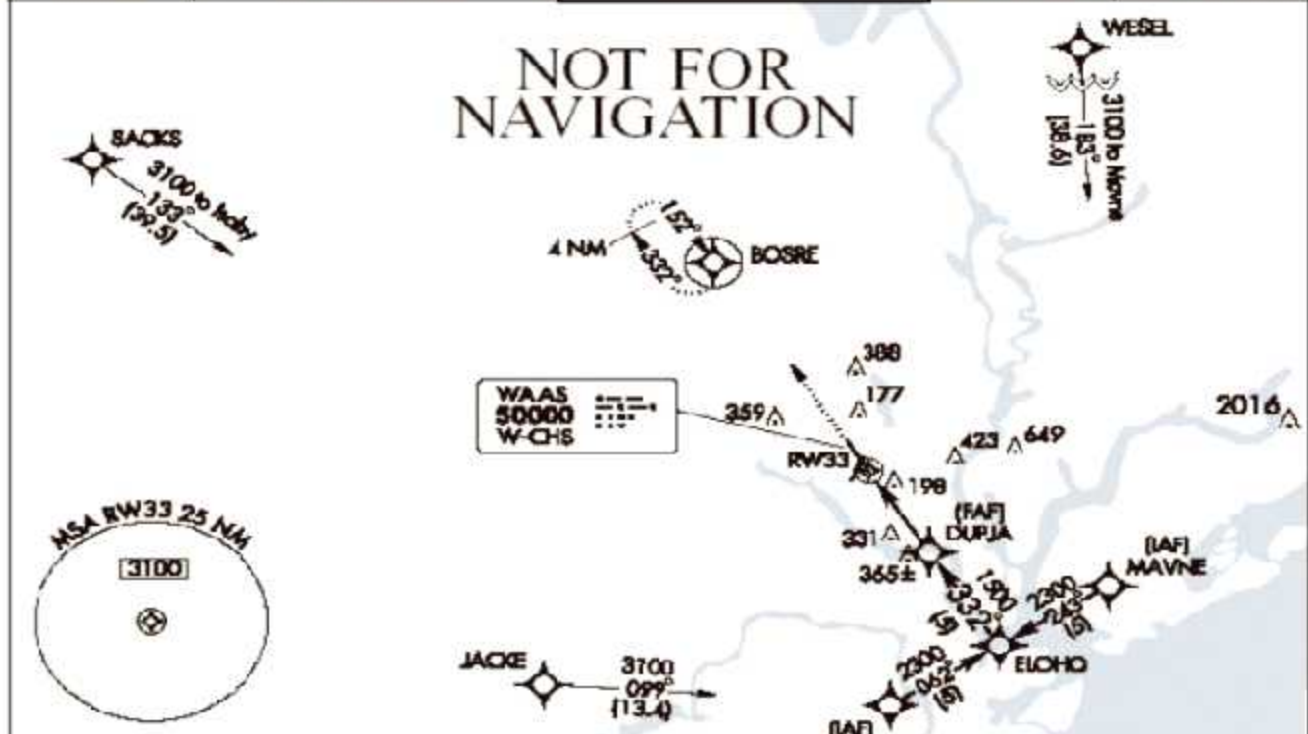 WESEL
NOT FOR
NAVIGATION
3100 to Mavne
183°
(38.6)
SACKS
3100 to
133°
(39.5)
152°
4 NM
332°
BOSRE
388
WAAS
50000
W-CHS
359
177
2016
423
649
RW33
198
MSA RW33 25 NM
(FAF)
DUPJA
331
3100
365±
(IAF)
MAVNE
1500
332°
(5)
2300
243°
(5)
JACKE
3100
099°
(13.4)
2300
062°
(5)
ELOHO
(IAF)